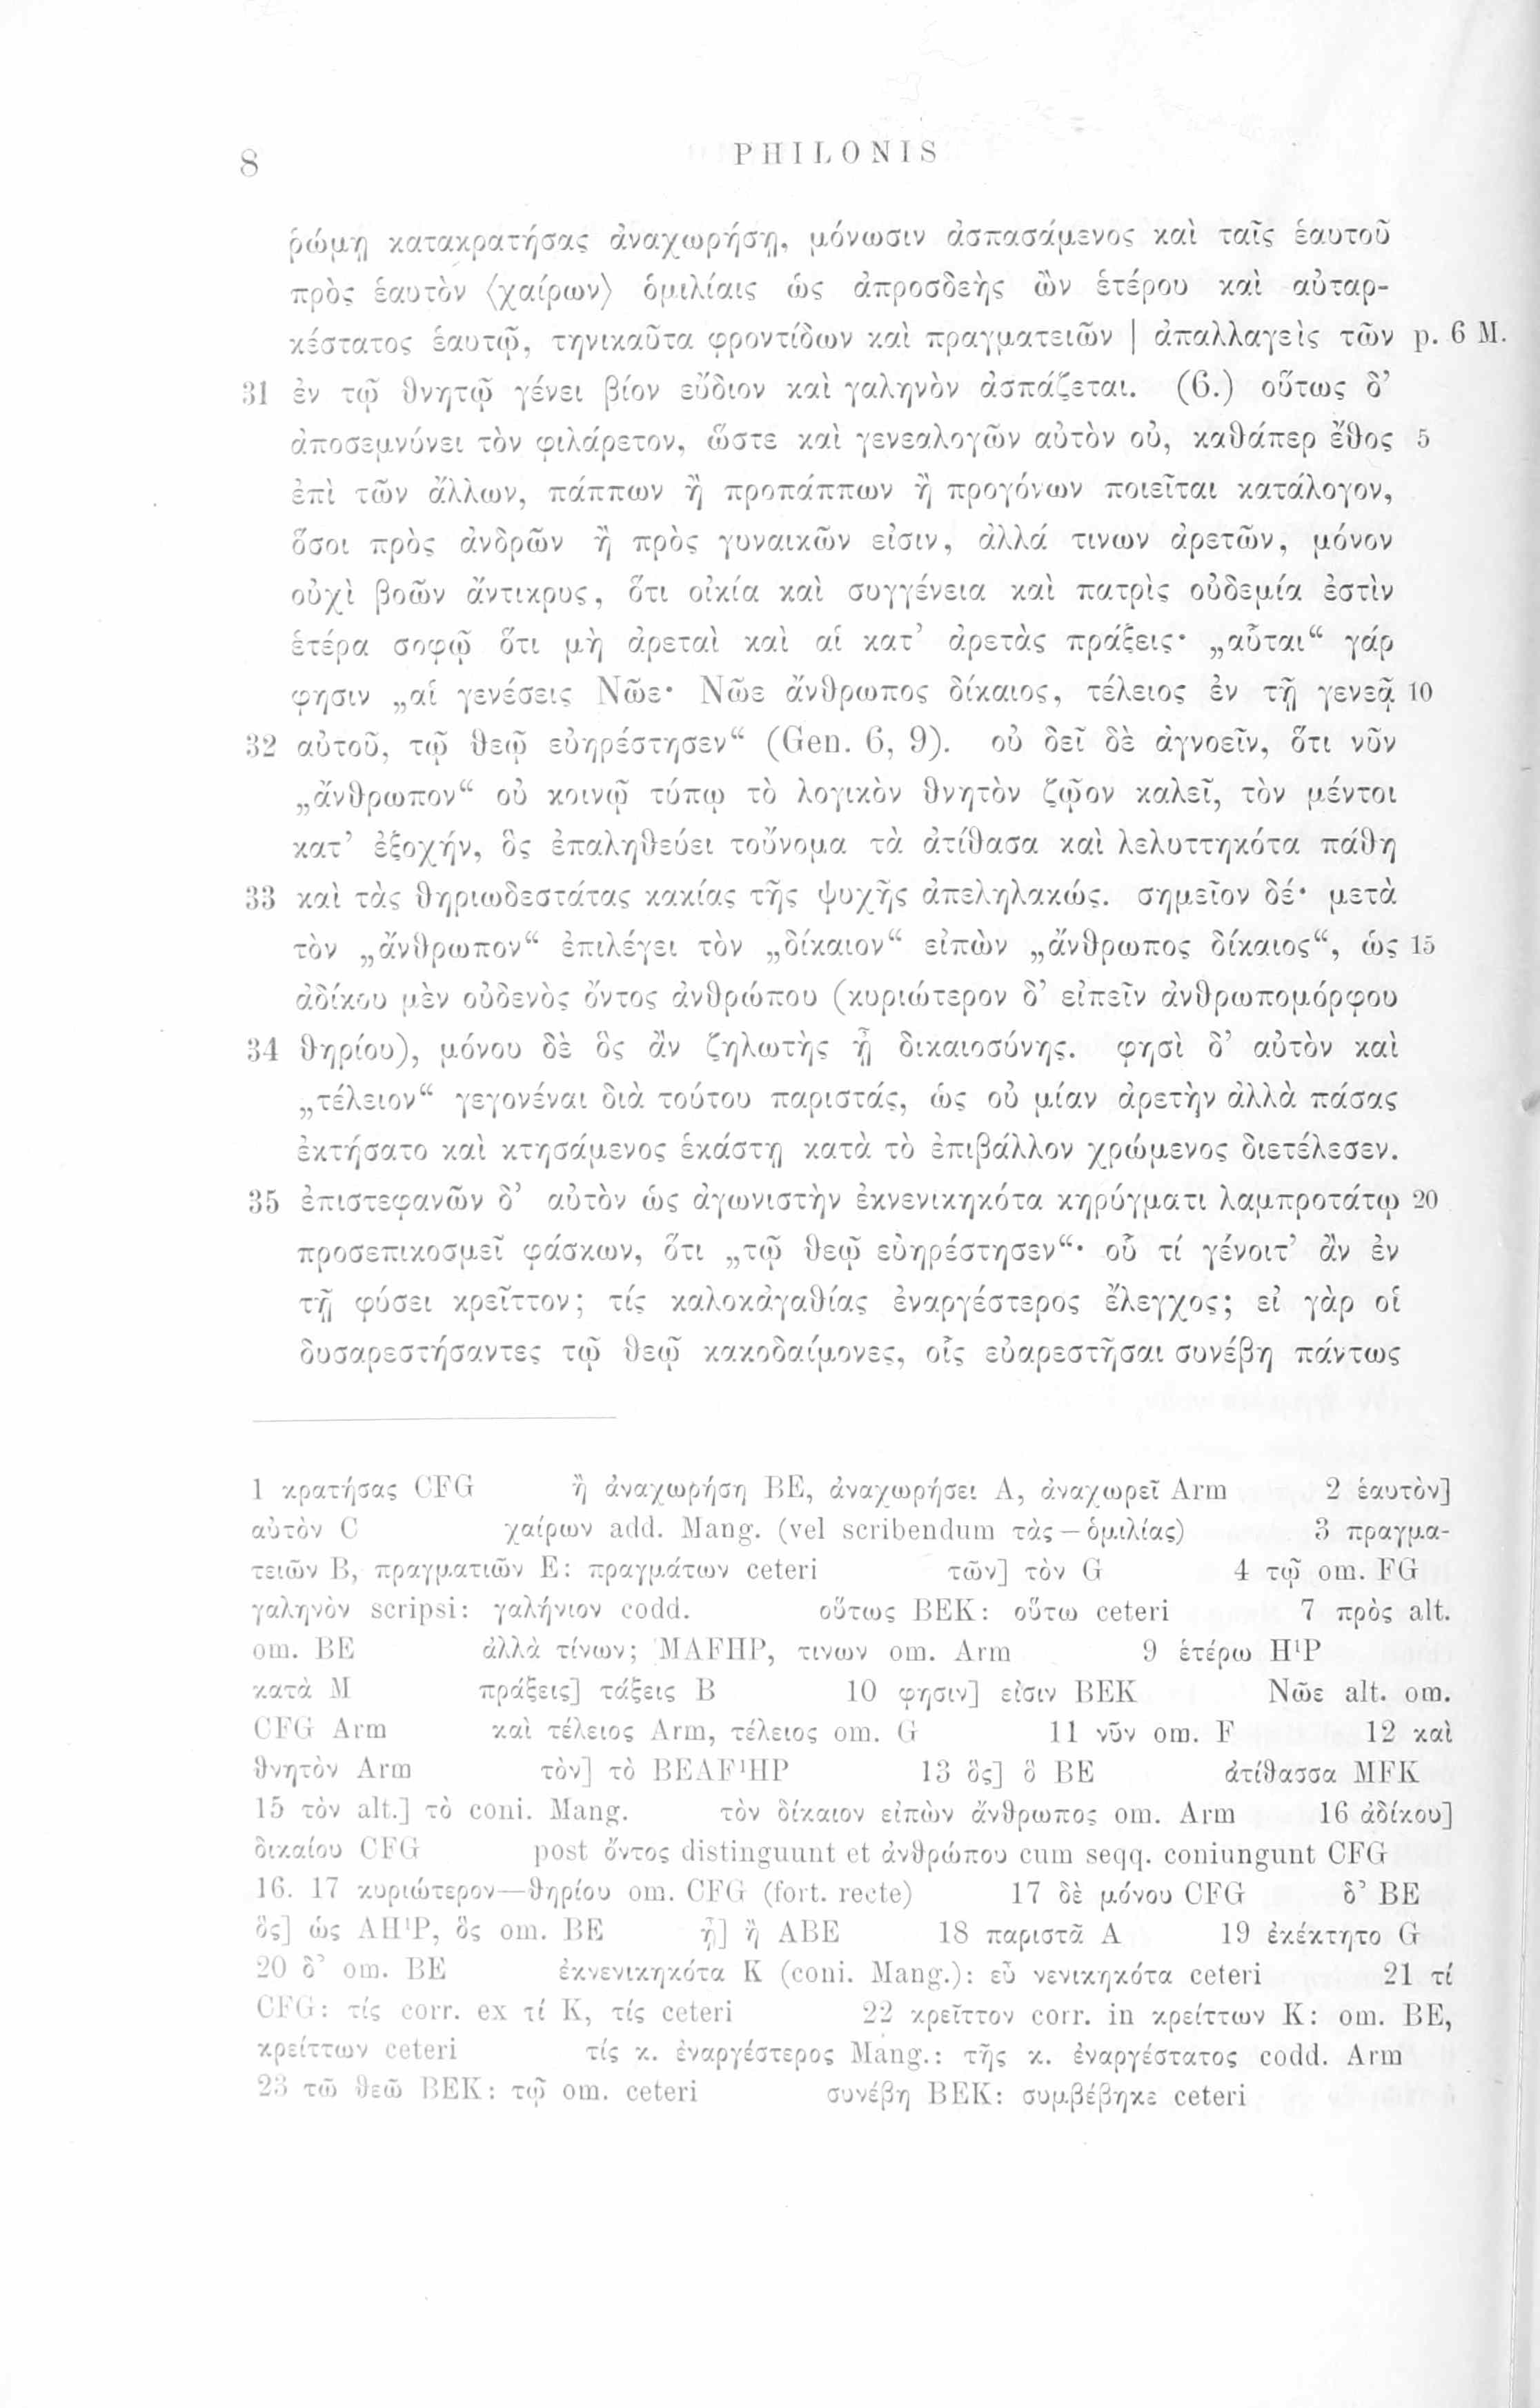 8 PHILONIS
ῥώμῃ κατακρατήσας ἀναχωρήσῃ, μόνωσιν ἀσπασάμενος καὶ ταῖς ἑαυτοῦ
πρὸς ἑαυτὸν ⟨χαίρων⟩ ὁμιλίαις ὡς ἀπροσδεὴς ὢν ἑτέρου καὶ αὐταρ-
κέστατος ἑαυτῷ, τηνικαῦτα φροντίδων καὶ πραγματειῶν | ἀπαλλαγεὶς τῶν p. 6 M.
31 ἐν τῷ θνητῷ γένει βίον εὔδιον καὶ γαληνὸν ἀσπάζεται. (6.) οὕτως δ’
ἀποσεμνύνει τὸν φιλάρετον, ὥστε καὶ γενεαλογῶν αὐτὸν οὐ, καθάπερ ἔθος 5
ἐπὶ τῶν ἄλλων, πάππων ἢ προπάππων ἢ προγόνων ποιεῖται κατάλογον,
ὅσοι πρὸς ἀνδρῶν ἢ πρὸς γυναικῶν εἰσιν, ἀλλά τινων ἀρετῶν, μόνον
οὐχὶ βοῶν ἄντικρυς, ὅτι οἰκία καὶ συγγένεια καὶ πατρὶς οὐδεμία ἐστὶν
ἑτέρα σοφῷ ὅτι μὴ ἀρεταὶ καὶ αἱ κατ’ ἀρετὰς πράξεις· „αὗται“ γάρ
φησιν „αἱ γενέσεις Νῶε· Νῶε ἄνθρωπος δίκαιος, τέλειος ἐν τῇ γενεᾷ 10
32 αὐτοῦ, τῷ θεῷ εὐηρέστησεν“ (Gen. 6, 9). οὐ δεῖ δὲ ἀγνοεῖν, ὅτι νῦν
„ἄνθρωπον“ οὐ κοινῷ τύπῳ τὸ λογικὸν θνητὸν ζῷον καλεῖ, τὸν μέντοι
κατ’ ἐξοχήν, ὃς ἐπαληθεύει τοὔνομα τὰ ἀτίθασα καὶ λελυττηκότα πάθη
33 καὶ τὰς θηριωδεστάτας κακίας τῆς ψυχῆς ἀπεληλακώς. σημεῖον δέ· μετὰ
τὸν „ἄνθρωπον“ ἐπιλέγει τὸν „δίκαιον“ εἰπὼν „ἄνθρωπος δίκαιος“, ὡς 15
ἀδίκου μὲν οὐδενὸς ὄντος ἀνθρώπου (κυριώτερον δ’ εἰπεῖν ἀνθρωπομόρφου
34 θηρίου), μόνου δὲ ὃς ἂν ζηλωτὴς ᾖ δικαιοσύνης. φησὶ δ’ αὐτὸν καὶ
„τέλειον“ γεγονέναι διὰ τούτου παριστάς, ὡς οὐ μίαν ἀρετὴν ἀλλὰ πάσας
ἐκτήσατο καὶ κτησάμενος ἑκάστῃ κατὰ τὸ ἐπιβάλλον χρώμενος διετέλεσεν.
35 ἐπιστεφανῶν δ’ αὐτὸν ὡς ἀγωνιστὴν ἐκνενικηκότα κηρύγματι λαμπροτάτῳ 20
προσεπικοσμεῖ φάσκων, ὅτι „τῷ θεῷ εὐηρέστησεν“· οὗ τί γένοιτ’ ἂν ἐν
τῇ φύσει κρεῖττον; τίς καλοκἀγαθίας ἐναργέστερος ἔλεγχος; εἰ γὰρ οἱ
δυσαρεστήσαντες τῷ θεῷ κακοδαίμονες, οἷς εὐαρεστῆσαι συνέβη πάντως
1 κρατήσας CFG ἢ ἀναχωρήσῃ BE, ἀναχωρήσει A, ἀναχωρεῖ Arm 2 ἑαυτὸν]
αὐτὸν C χαίρων add. Mang. (vel scribendum τὰς — ὁμιλίας) 3 πραγμα-
τειῶν B, πραγματιῶν E: πραγμάτων ceteri τῶν] τὸν G 4 τῷ om. FG
γαληνὸν scripsi: γαλήνιον codd. οὕτως BEK: οὕτω ceteri 7 πρὸς alt.
om. BE ἀλλὰ τίνων; MAFHP, τινων om. Arm 9 ἑτέρω H¹P
κατὰ M πράξεις] τάξεις B 10 φησιν] εἰσιν BEK Νῶε alt. om.
CFG Arm καὶ τέλειος Arm, τέλειος om. G 11 νῦν om. F 12 καὶ
θνητὸν Arm τὸν] τὸ BEAF¹HP 13 ὃς] ὃ BE ἀτίθασσα MFK
15 τὸν alt.] τὸ coni. Mang. τὸν δίκαιον εἰπὼν ἄνθρωπος om. Arm 16 ἀδίκου]
δικαίου CFG post ὄντος distinguunt et ἀνθρώπου cum seqq. coniungunt CFG
16. 17 κυριώτερον—θηρίου om. CFG (fort. recte) 17 δὲ μόνου CFG δ’ BE
ὃς] ὡς AH¹P, ὃς om. BE ᾖ] ἢ ABE 18 παριστᾶ A 19 ἐκέκτητο G
20 δ’ om. BE ἐκνενικηκότα K (coni. Mang.): εὖ νενικηκότα ceteri 21 τί
CFG: τίς corr. ex τί K, τίς ceteri 22 κρεῖττον corr. in κρείττων K: om. BE,
κρείττων ceteri τίς κ. ἐναργέστερος Mang.: τῆς κ. ἐναργέστατος codd. Arm
23 τῶ θεῶ BEK: τῷ om. ceteri συνέβη BEK: συμβέβηκε ceteri